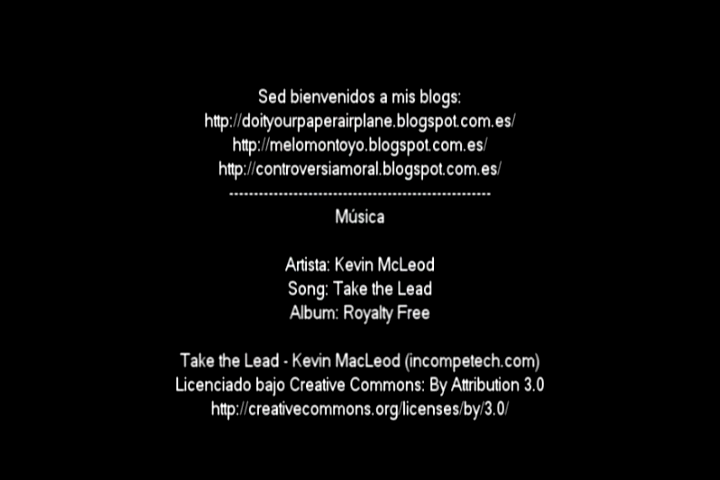 Sed bienvenidos a mis blogs:
http://doityourpaperairplane.blogspot.com.es/
http://melomontoyo.blogspot.com.es/
http://controversiamoral.blogspot.com.es/
-----------------------------------------------------
Música
Artista: Kevin McLeod
Song: Take the Lead
Album: Royalty Free
Take the Lead - Kevin MacLeod (incompetech.com)
Licenciado bajo Creative Commons: By Attribution 3.0
http://creativecommons.org/licenses/by/3.0/